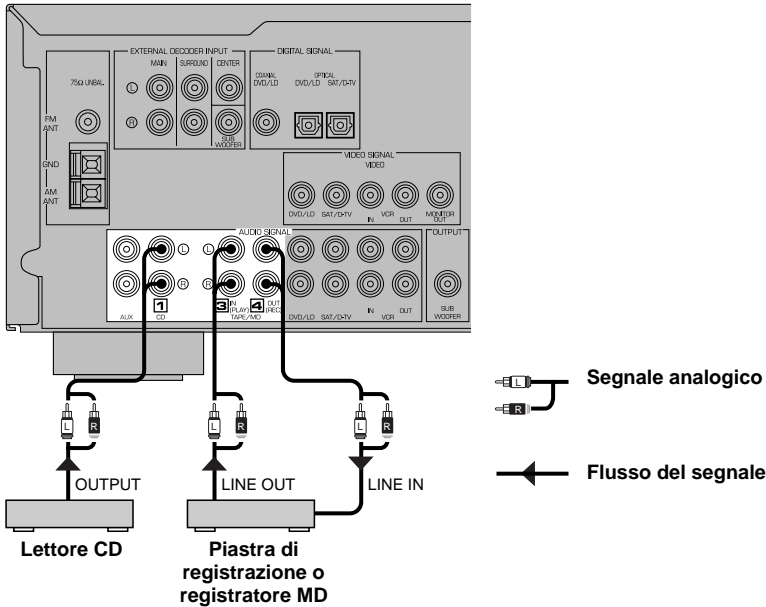 EXTERNAL DECODER INPUT
DIGITAL SIGNAL
MAIN SURROUND CENTER
COAXIAL OPTICAL
DVD/LD DVD/LD SAT/D-TV
75Ω UNBAL.
L
FM
ANT
R
SUB
WOOFER
GND
VIDEO SIGNAL
VIDEO
AM
ANT
DVD/LD SAT/D-TV IN VCR OUT MONITOR
OUT
AUDIO SIGNAL
OUTPUT
L L
R R
1 3 IN
(PLAY) 4 OUT
(REC)
AUX CD TAPE/MD DVD/LD SAT/D-TV IN VCR OUT
SUB
WOOFER
L R L R L R
OUTPUT LINE OUT LINE IN
Lettore CD
Piastra di
registrazione o
registratore MD
L
R
Segnale analogico
Flusso del segnale